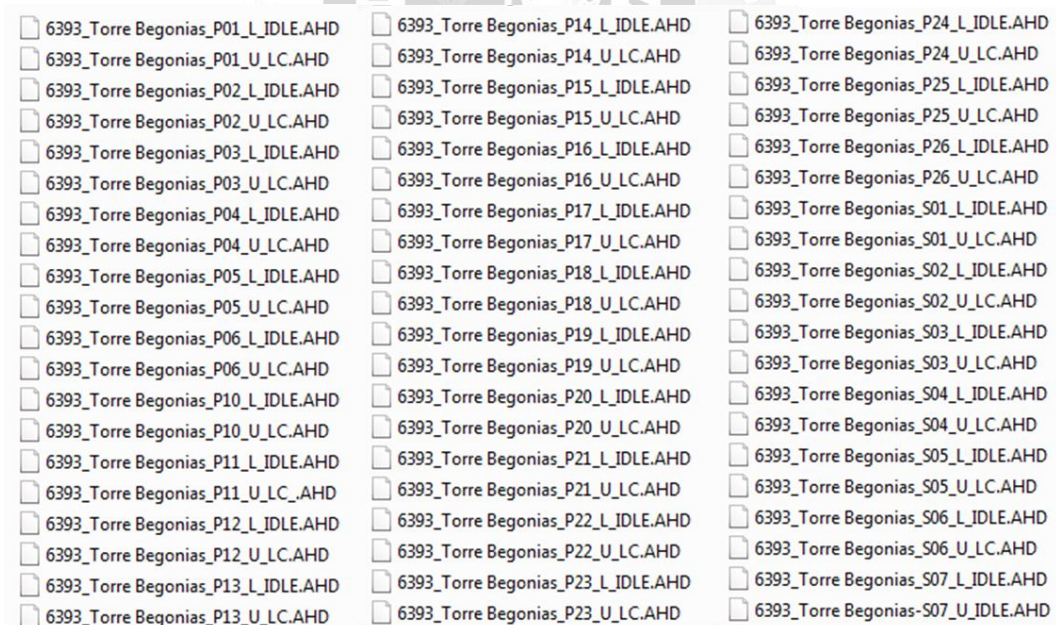 6393_Torre Begonias_P01_L_IDLE.AHD
6393_Torre Begonias_P01_U_LC.AHD
6393_Torre Begonias_P02_L_IDLE.AHD
6393_Torre Begonias_P02_U_LC.AHD
6393_Torre Begonias_P03_L_IDLE.AHD
6393_Torre Begonias_P03_U_LC.AHD
6393_Torre Begonias_P04_L_IDLE.AHD
6393_Torre Begonias_P04_U_LC.AHD
6393_Torre Begonias_P05_L_IDLE.AHD
6393_Torre Begonias_P05_U_LC.AHD
6393_Torre Begonias_P06_L_IDLE.AHD
6393_Torre Begonias_P06_U_LC.AHD
6393_Torre Begonias_P10_L_IDLE.AHD
6393_Torre Begonias_P10_U_LC.AHD
6393_Torre Begonias_P11_L_IDLE.AHD
6393_Torre Begonias_P11_U_LC_.AHD
6393_Torre Begonias_P12_L_IDLE.AHD
6393_Torre Begonias_P12_U_LC.AHD
6393_Torre Begonias_P13_L_IDLE.AHD
6393_Torre Begonias_P13_U_LC.AHD
6393_Torre Begonias_P14_L_IDLE.AHD
6393_Torre Begonias_P14_U_LC.AHD
6393_Torre Begonias_P15_L_IDLE.AHD
6393_Torre Begonias_P15_U_LC.AHD
6393_Torre Begonias_P16_L_IDLE.AHD
6393_Torre Begonias_P16_U_LC.AHD
6393_Torre Begonias_P17_L_IDLE.AHD
6393_Torre Begonias_P17_U_LC.AHD
6393_Torre Begonias_P18_L_IDLE.AHD
6393_Torre Begonias_P18_U_LC.AHD
6393_Torre Begonias_P19_L_IDLE.AHD
6393_Torre Begonias_P19_U_LC.AHD
6393_Torre Begonias_P20_L_IDLE.AHD
6393_Torre Begonias_P20_U_LC.AHD
6393_Torre Begonias_P21_L_IDLE.AHD
6393_Torre Begonias_P21_U_LC.AHD
6393_Torre Begonias_P22_L_IDLE.AHD
6393_Torre Begonias_P22_U_LC.AHD
6393_Torre Begonias_P23_L_IDLE.AHD
6393_Torre Begonias_P23_U_LC.AHD
6393_Torre Begonias_P24_L_IDLE.AHD
6393_Torre Begonias_P24_U_LC.AHD
6393_Torre Begonias_P25_L_IDLE.AHD
6393_Torre Begonias_P25_U_LC.AHD
6393_Torre Begonias_P26_L_IDLE.AHD
6393_Torre Begonias_P26_U_LC.AHD
6393_Torre Begonias_S01_L_IDLE.AHD
6393_Torre Begonias_S01_U_LC.AHD
6393_Torre Begonias_S02_L_IDLE.AHD
6393_Torre Begonias_S02_U_LC.AHD
6393_Torre Begonias_S03_L_IDLE.AHD
6393_Torre Begonias_S03_U_LC.AHD
6393_Torre Begonias_S04_L_IDLE.AHD
6393_Torre Begonias_S04_U_LC.AHD
6393_Torre Begonias_S05_L_IDLE.AHD
6393_Torre Begonias_S05_U_LC.AHD
6393_Torre Begonias_S06_L_IDLE.AHD
6393_Torre Begonias_S06_U_LC.AHD
6393_Torre Begonias_S07_L_IDLE.AHD
6393_Torre Begonias-S07_U_IDLE.AHD